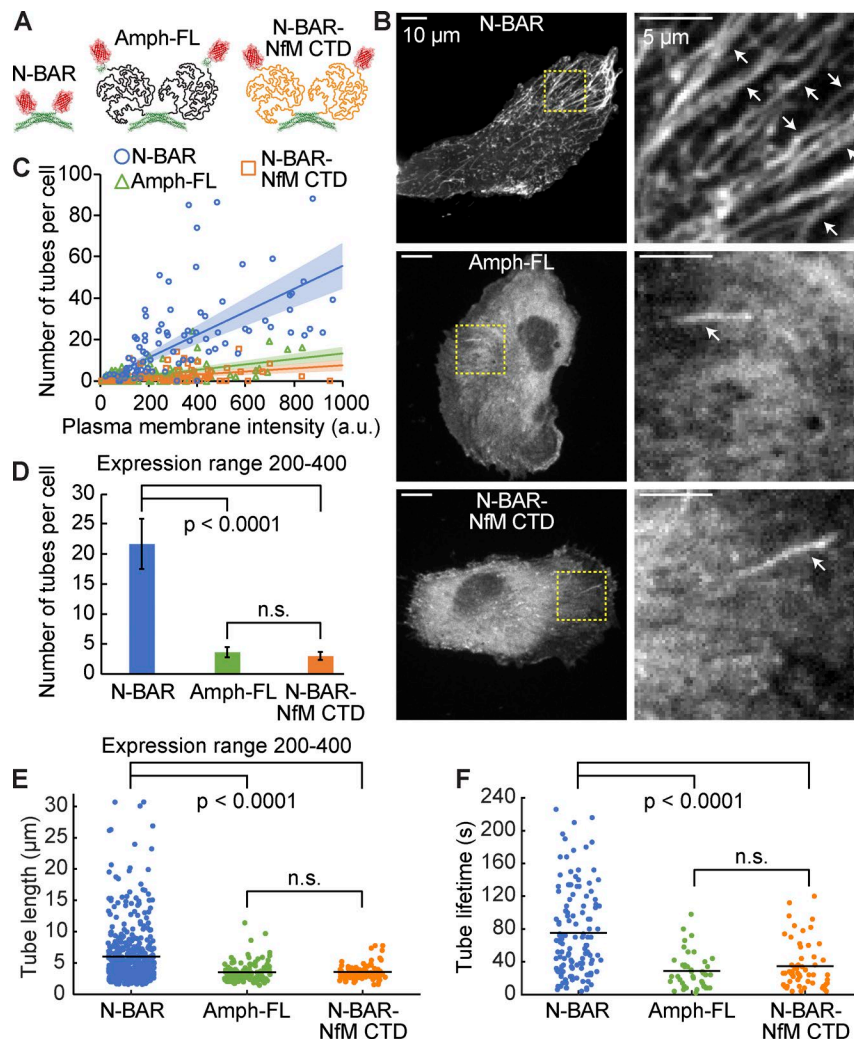 A
N-BAR
Amph-FL
N-BAR-
NfM CTD
B
N-BAR
10 µm
5 µm
Amph-FL
N-BAR-
NfM CTD
C
N-BAR
Amph-FL
N-BAR-
NfM CTD
Number of tubes per cell
100
80
60
40
20
0
0
200
400
600
800
1000
Plasma membrane intensity (a.u.)
D
Expression range 200-400
p < 0.0001
n.s.
Number of tubes per cell
30
25
20
15
10
5
0
N-BAR
Amph-FL
N-BAR-
NfM CTD
E
Expression range 200-400
p < 0.0001
n.s.
Tube length (µm)
30
25
20
15
10
5
0
N-BAR
Amph-FL
N-BAR-
NfM CTD
F
p < 0.0001
n.s.
Tube lifetime (s)
240
200
160
120
80
40
0
N-BAR
Amph-FL
N-BAR-
NfM CTD